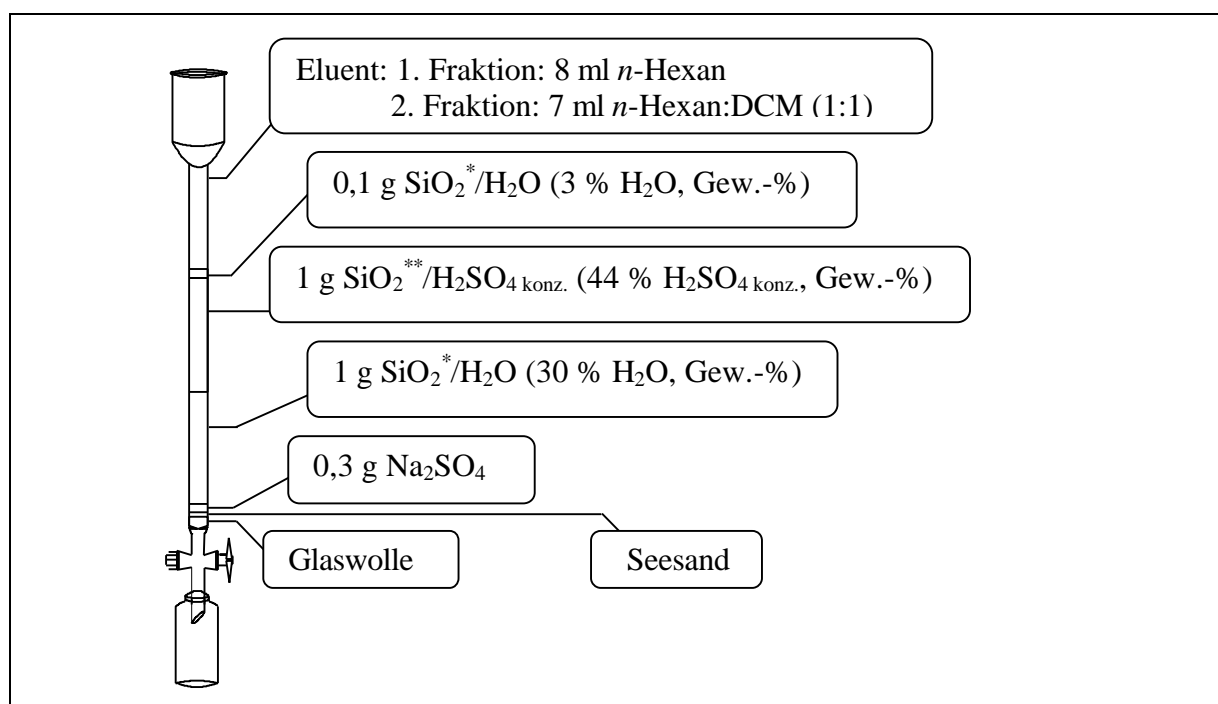 Eluent: 1. Fraktion: 8 ml n-Hexan
2. Fraktion: 7 ml n-Hexan:DCM (1:1)
0,1 g SiO₂*/H₂O (3 % H₂O, Gew.-%)
1 g SiO₂**/H₂SO₄ konz. (44 % H₂SO₄ konz., Gew.-%)
1 g SiO₂*/H₂O (30 % H₂O, Gew.-%)
0,3 g Na₂SO₄
Glaswolle
Seesand